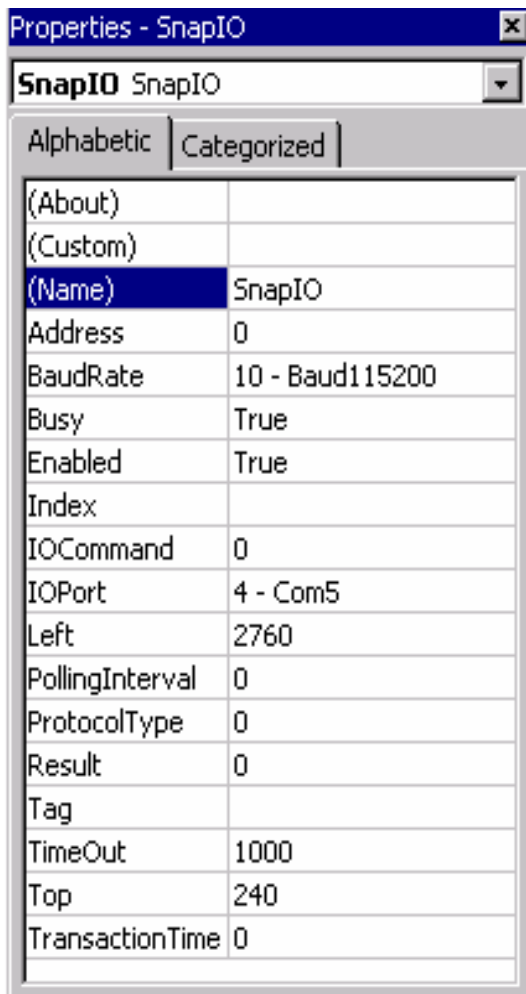 Properties - SnapIO
SnapIO SnapIO
Alphabetic Categorized
(About)
(Custom)
(Name) SnapIO
Address 0
BaudRate 10 - Baud115200
Busy True
Enabled True
Index
IOCommand 0
IOPort 4 - Com5
Left 2760
PollingInterval 0
ProtocolType 0
Result 0
Tag
TimeOut 1000
Top 240
TransactionTime 0